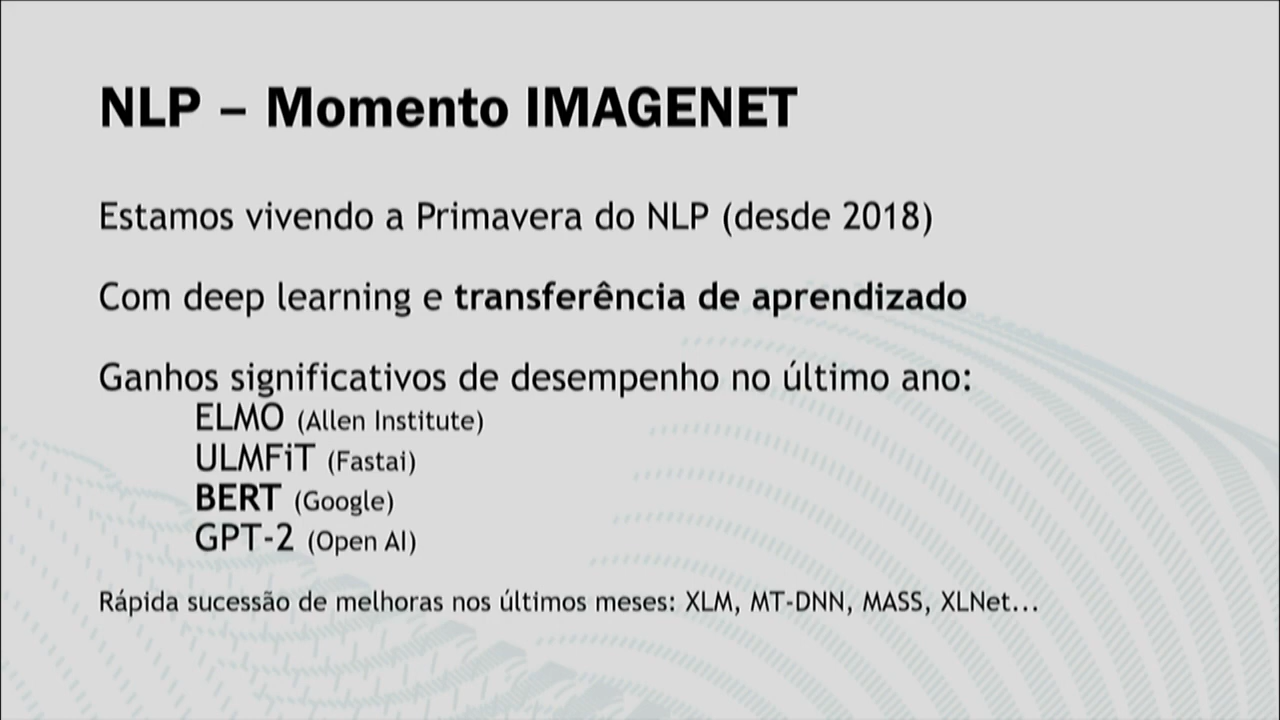 NLP – Momento IMAGENET
Estamos vivendo a Primavera do NLP (desde 2018)
Com deep learning e transferência de aprendizado
Ganhos significativos de desempenho no último ano:
ELMO (Allen Institute)
ULMFiT (Fastai)
BERT (Google)
GPT-2 (Open AI)
Rápida sucessão de melhoras nos últimos meses: XLM, MT-DNN, MASS, XLNet...